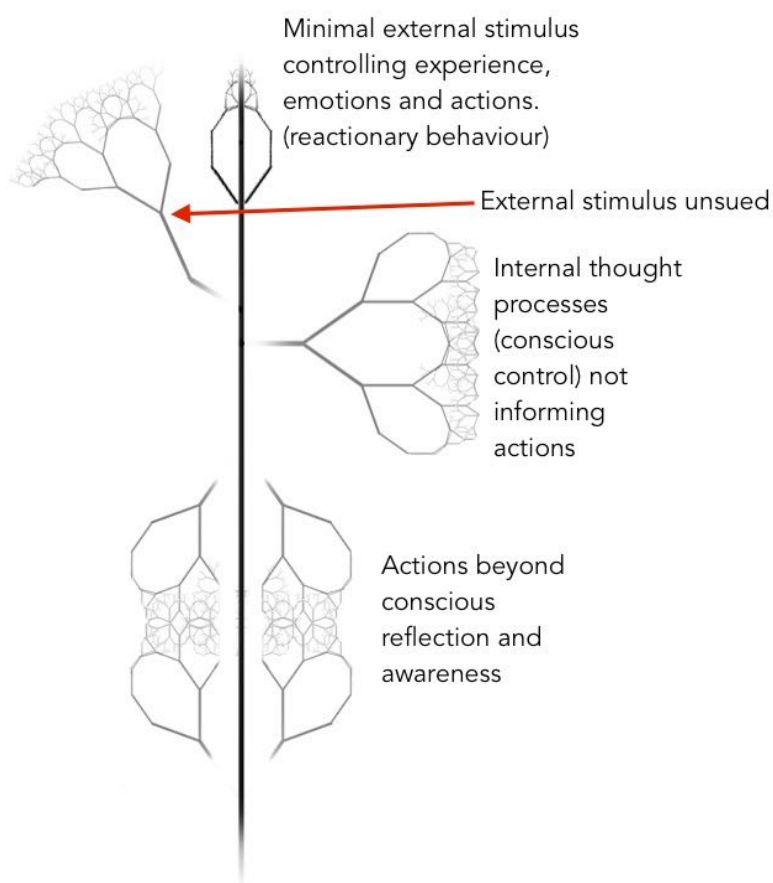 Minimal external stimulus
controlling experience,
emotions and actions.
(reactionary behaviour)
External stimulus unsued
Internal thought
processes
(conscious
control) not
informing
actions
Actions beyond
conscious
reflection and
awareness